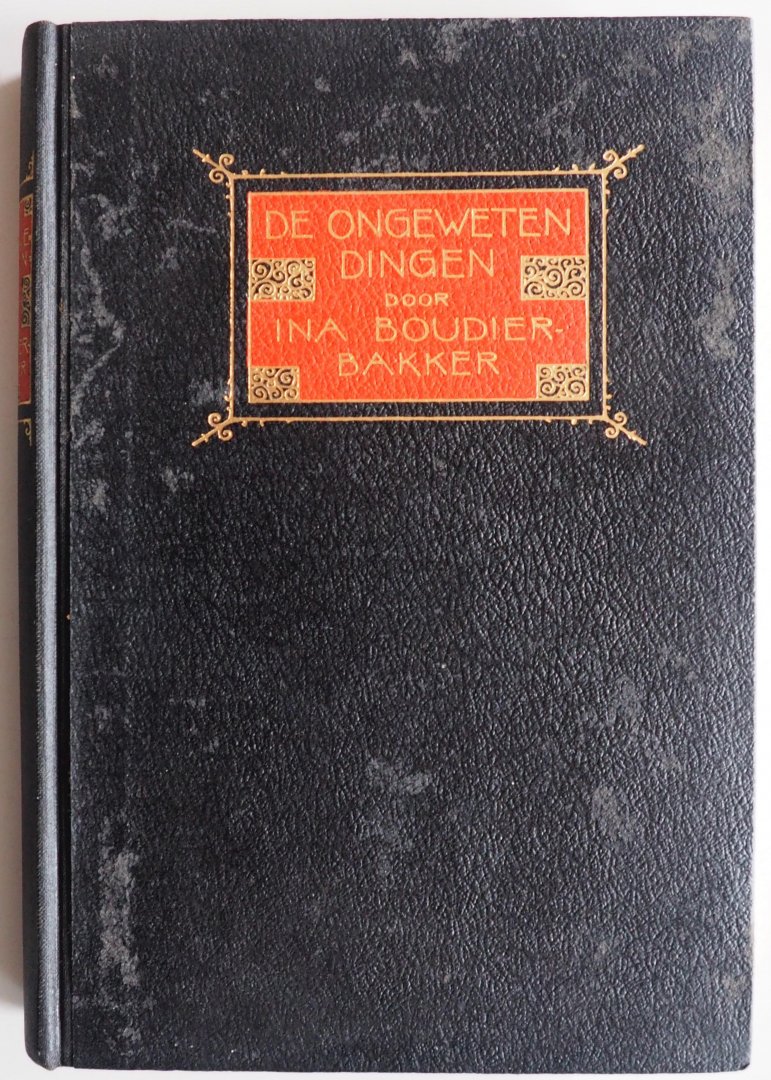 DE ONGEWETEN
DINGEN
DOOR
INA BOUDIER-
BAKKER